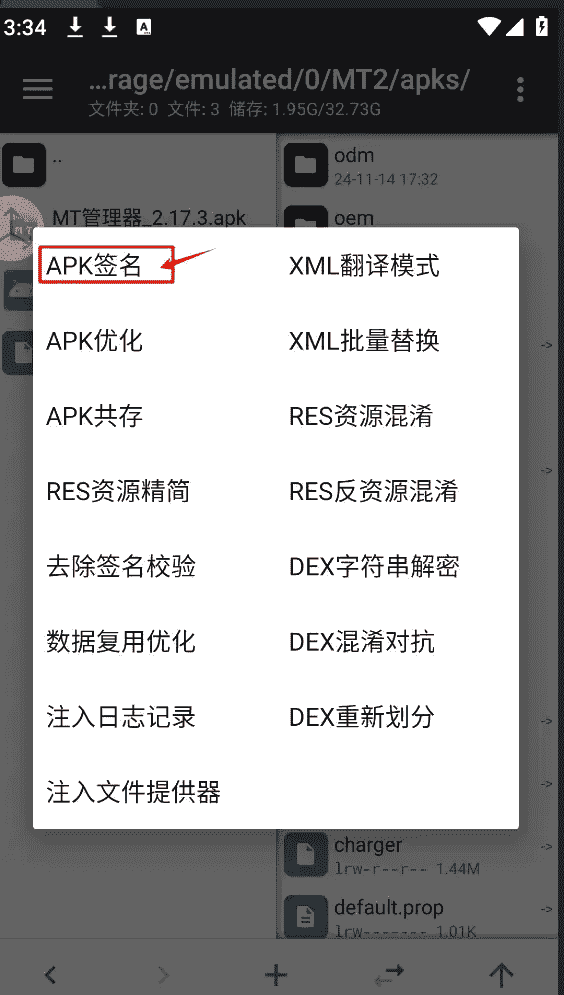 3:34
A
...rage/emulated/0/MT2/apks/
文件夹: 0 文件: 3 储存: 1.95G/32.73G
..
odm
24-11-14 17:32
MT管理器_2.17.3.apk
oem
APK签名
XML翻译模式
APK优化
XML批量替换
->
APK共存
RES资源混淆
->
RES资源精简
RES反资源混淆
去除签名校验
DEX字符串解密
数据复用优化
DEX混淆对抗
注入日志记录
DEX重新划分
->
注入文件提供器
->
charger
->
lrw-r--r-- 1.44M
default.prop
->
lrw------- 1.01K